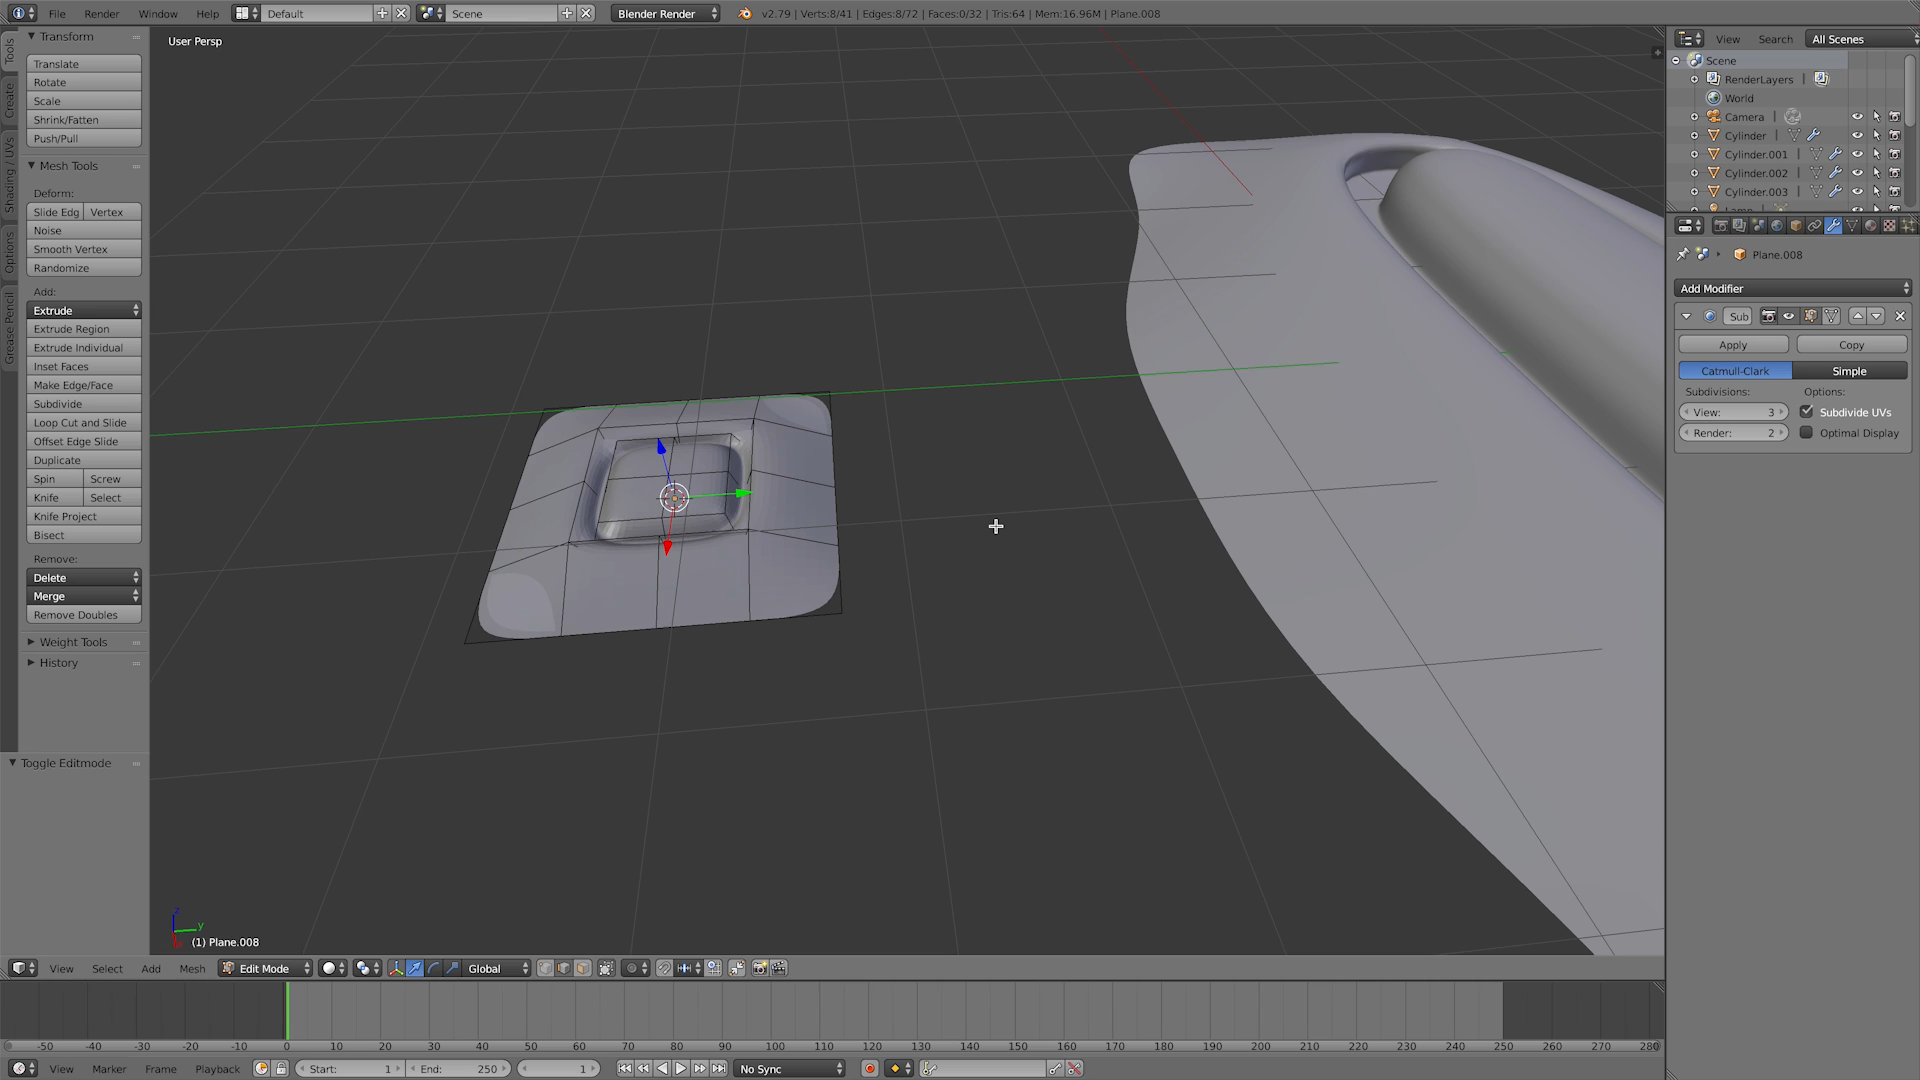 File Render Window Help Default Scene Blender Render v2.79 | Verts:8/41 | Edges:8/72 | Faces:0/32 | Tris:64 | Mem:16.96M | Plane.008
Tools
Create
Shading / UVs
Options
Grease Pencil
Transform
Translate
Rotate
Scale
Shrink/Fatten
Push/Pull
Mesh Tools
Deform:
Slide Edg Vertex
Noise
Smooth Vertex
Randomize
Add:
Extrude
Extrude Region
Extrude Individual
Inset Faces
Make Edge/Face
Subdivide
Loop Cut and Slide
Offset Edge Slide
Duplicate
Spin Screw
Knife Select
Knife Project
Bisect
Remove:
Delete
Merge
Remove Doubles
Weight Tools
History
Toggle Editmode
User Persp
z
y
(1) Plane.008
View Search All Scenes
Scene
RenderLayers
World
Camera
Cylinder
Cylinder.001
Cylinder.002
Cylinder.003
Plane.008
Add Modifier
Sub
Apply Copy
Catmull-Clark Simple
Subdivisions: Options:
View: 3 Subdivide UVs
Render: 2 Optimal Display
View Select Add Mesh Edit Mode Global
-50 -40 -30 -20 -10 0 10 20 30 40 50 60 70 80 90 100 110 120 130 140 150 160 170 180 190 200 210 220 230 240 250 260 270 280
View Marker Frame Playback Start: 1 End: 250 1 No Sync